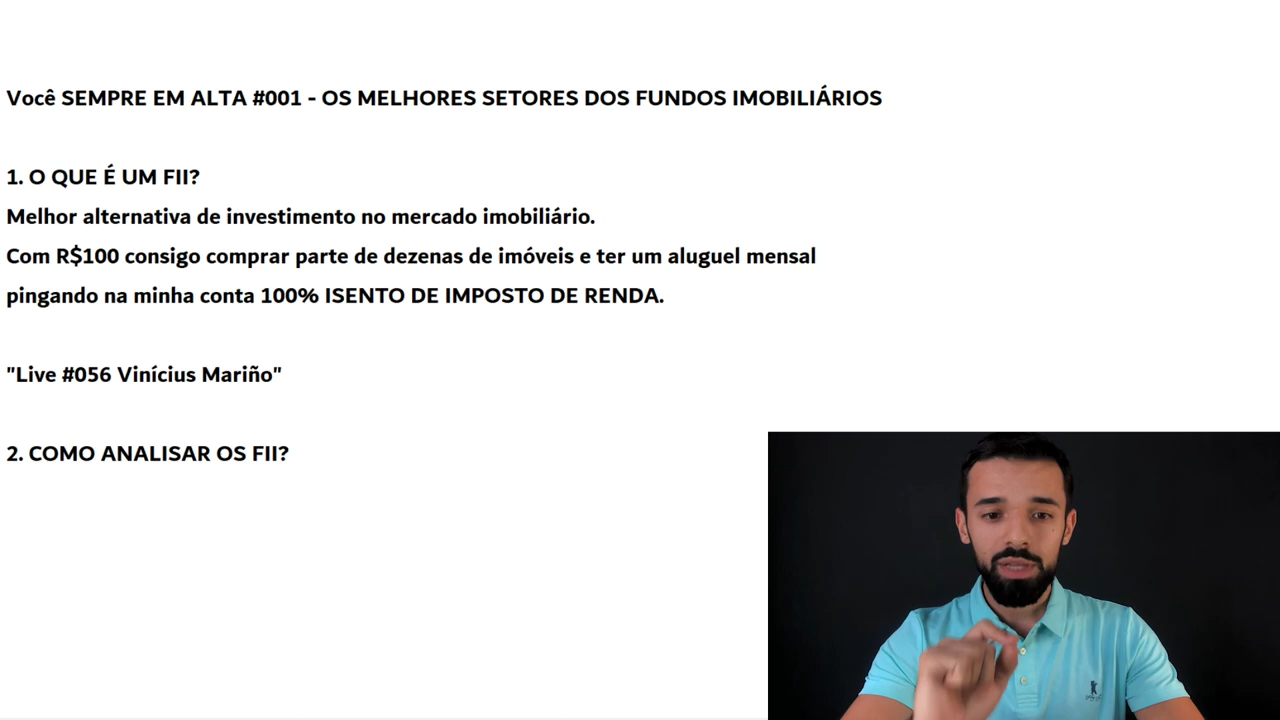 Você SEMPRE EM ALTA #001 - OS MELHORES SETORES DOS FUNDOS IMOBILIÁRIOS
1. O QUE É UM FII?
Melhor alternativa de investimento no mercado imobiliário.
Com R$100 consigo comprar parte de dezenas de imóveis e ter um aluguel mensal
pingando na minha conta 100% ISENTO DE IMPOSTO DE RENDA.
"Live #056 Vinícius Mariño"
2. COMO ANALISAR OS FII?